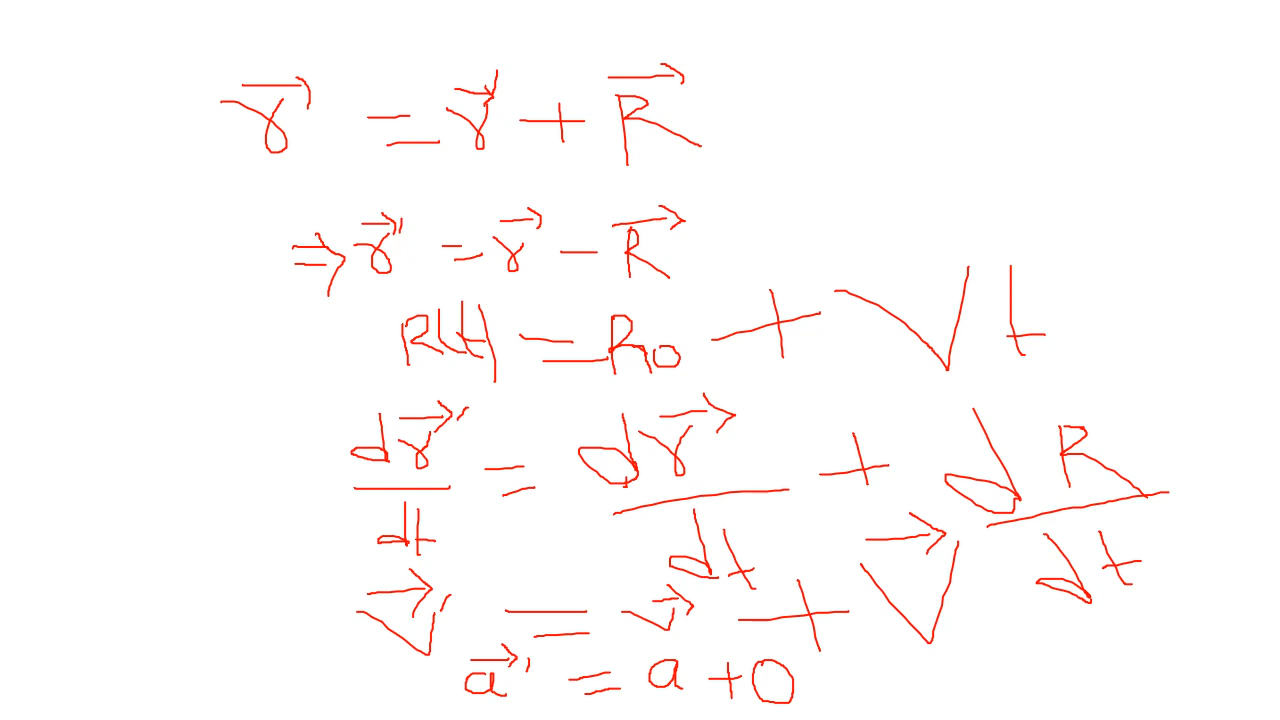 r⃗ = r⃗' + R⃗
⇒ r⃗' = r⃗ − R⃗
R(t) = R₀ + Vt
dr⃗'/dt = dr⃗/dt + dR/dt
v⃗' = v⃗ + V⃗
a⃗' = a + 0